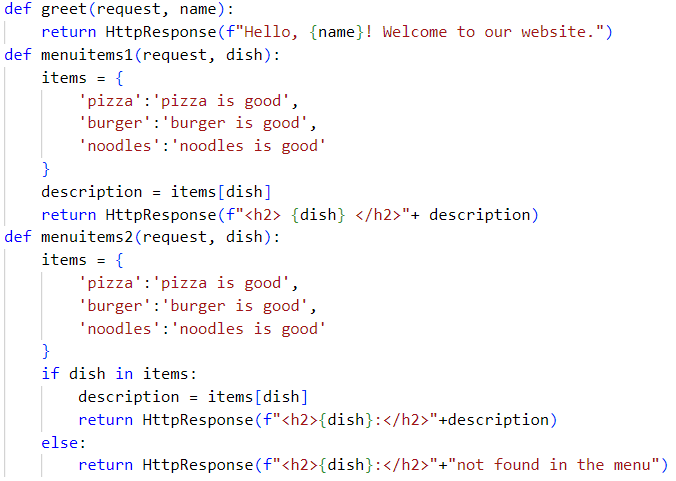 def greet(request, name):
    return HttpResponse(f"Hello, {name}! Welcome to our website.")
def menuitems1(request, dish):
    items = {
        'pizza':'pizza is good',
        'burger':'burger is good',
        'noodles':'noodles is good'
    }
    description = items[dish]
    return HttpResponse(f"<h2> {dish} </h2>"+ description)
def menuitems2(request, dish):
    items = {
        'pizza':'pizza is good',
        'burger':'burger is good',
        'noodles':'noodles is good'
    }
    if dish in items:
        description = items[dish]
        return HttpResponse(f"<h2>{dish}:</h2>"+description)
    else:
        return HttpResponse(f"<h2>{dish}:</h2>"+"not found in the menu")